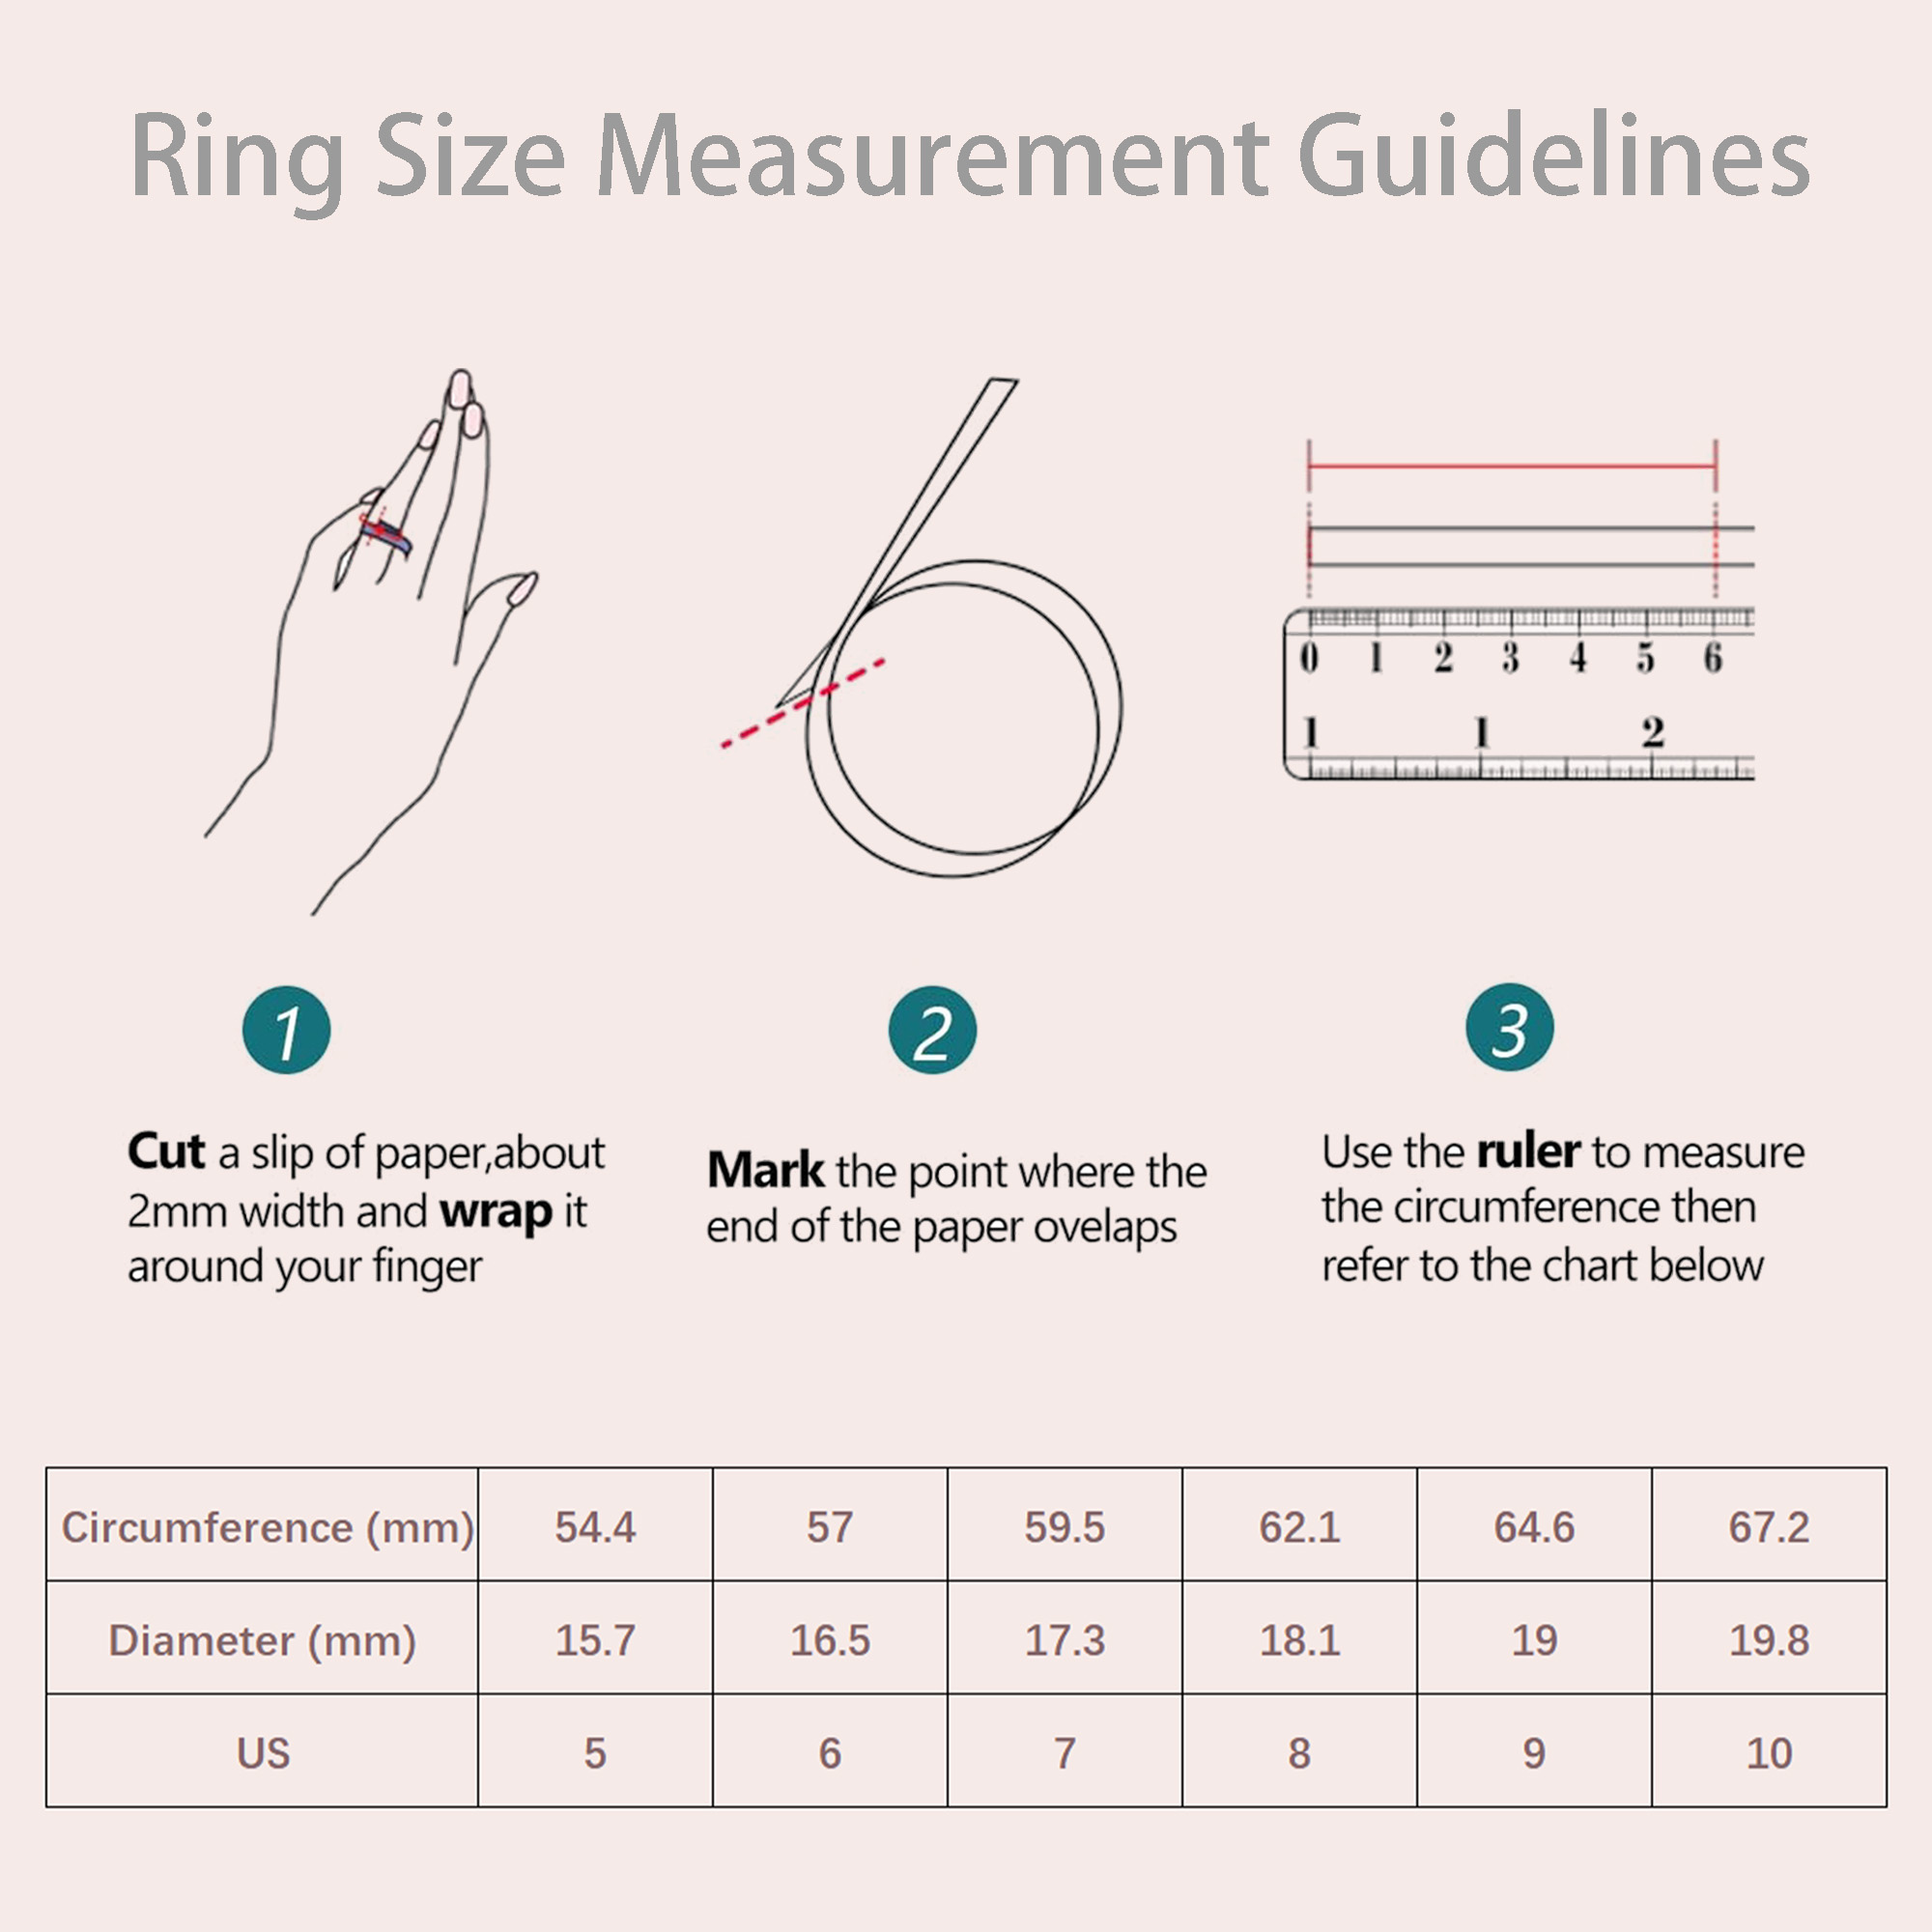 Ring Size Measurement Guidelines
0 1 2 3 4 5 6
1 1 2
1
2
3
Cut a slip of paper,about
2mm width and wrap it
around your finger
Mark the point where the
end of the paper ovelaps
Use the ruler to measure
the circumference then
refer to the chart below
Circumference (mm) 54.4 57 59.5 62.1 64.6 67.2
Diameter (mm) 15.7 16.5 17.3 18.1 19 19.8
US 5 6 7 8 9 10